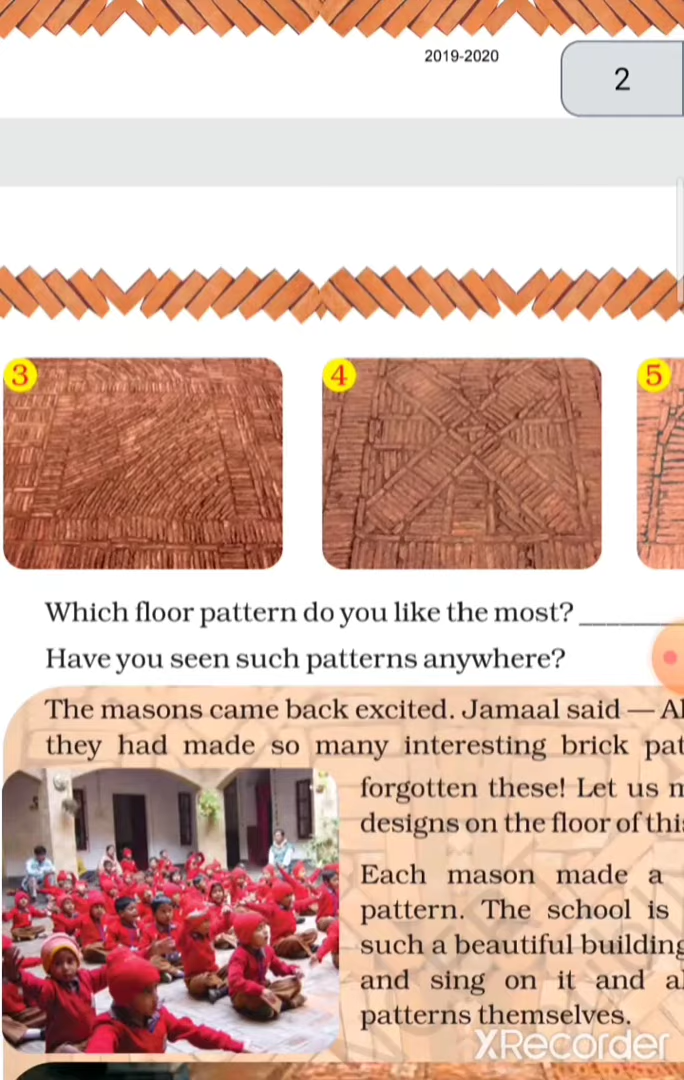 2019-2020
2
3
4
5
Which floor pattern do you like the most?
Have you seen such patterns anywhere?
The masons came back excited. Jamaal said —
they had made so many interesting brick
forgotten these! Let us
designs on the floor of
Each mason made a
pattern. The school is
such a beautiful building
and sing on it and
patterns themselves.
XRecorder